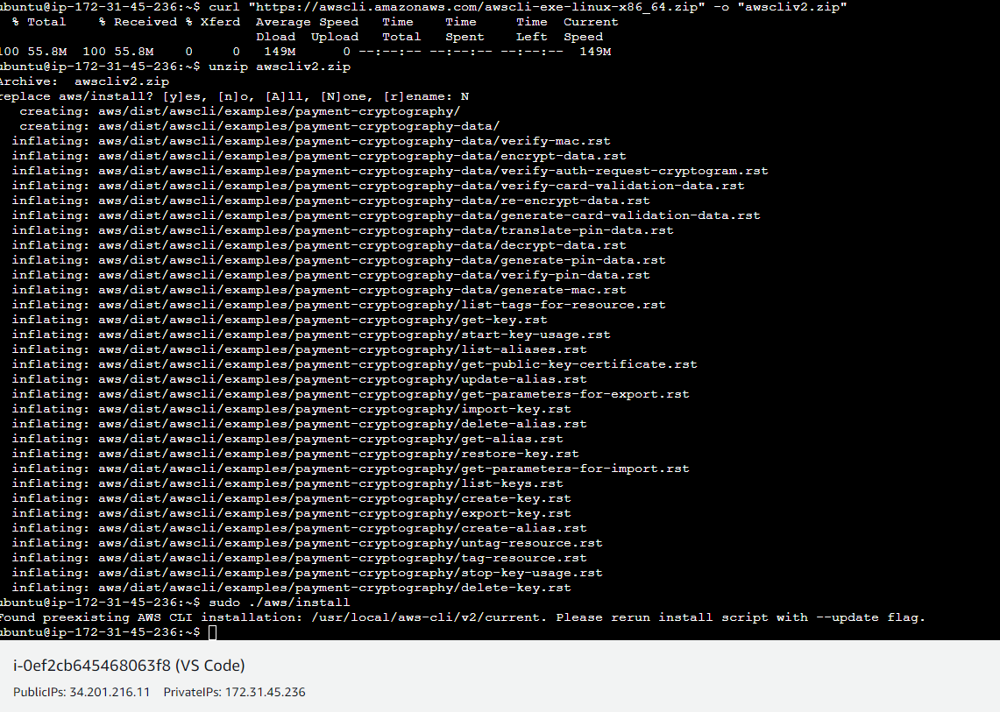 ubuntu@ip-172-31-45-236:~$ curl "https://awscli.amazonaws.com/awscli-exe-linux-x86_64.zip" -o "awscliv2.zip"
% Total % Received % Xferd Average Speed Time Time Time Current
Dload Upload Total Spent Left Speed
100 55.8M 100 55.8M 0 0 149M 0 --:--:-- --:--:-- --:--:-- 149M
ubuntu@ip-172-31-45-236:~$ unzip awscliv2.zip
Archive: awscliv2.zip
replace aws/install? [y]es, [n]o, [A]ll, [N]one, [r]ename: N
creating: aws/dist/awscli/examples/payment-cryptography/
creating: aws/dist/awscli/examples/payment-cryptography-data/
inflating: aws/dist/awscli/examples/payment-cryptography-data/verify-mac.rst
inflating: aws/dist/awscli/examples/payment-cryptography-data/encrypt-data.rst
inflating: aws/dist/awscli/examples/payment-cryptography-data/verify-auth-request-cryptogram.rst
inflating: aws/dist/awscli/examples/payment-cryptography-data/verify-card-validation-data.rst
inflating: aws/dist/awscli/examples/payment-cryptography-data/re-encrypt-data.rst
inflating: aws/dist/awscli/examples/payment-cryptography-data/generate-card-validation-data.rst
inflating: aws/dist/awscli/examples/payment-cryptography-data/translate-pin-data.rst
inflating: aws/dist/awscli/examples/payment-cryptography-data/decrypt-data.rst
inflating: aws/dist/awscli/examples/payment-cryptography-data/generate-pin-data.rst
inflating: aws/dist/awscli/examples/payment-cryptography-data/verify-pin-data.rst
inflating: aws/dist/awscli/examples/payment-cryptography-data/generate-mac.rst
inflating: aws/dist/awscli/examples/payment-cryptography/list-tags-for-resource.rst
inflating: aws/dist/awscli/examples/payment-cryptography/get-key.rst
inflating: aws/dist/awscli/examples/payment-cryptography/start-key-usage.rst
inflating: aws/dist/awscli/examples/payment-cryptography/list-aliases.rst
inflating: aws/dist/awscli/examples/payment-cryptography/get-public-key-certificate.rst
inflating: aws/dist/awscli/examples/payment-cryptography/update-alias.rst
inflating: aws/dist/awscli/examples/payment-cryptography/get-parameters-for-export.rst
inflating: aws/dist/awscli/examples/payment-cryptography/import-key.rst
inflating: aws/dist/awscli/examples/payment-cryptography/delete-alias.rst
inflating: aws/dist/awscli/examples/payment-cryptography/get-alias.rst
inflating: aws/dist/awscli/examples/payment-cryptography/restore-key.rst
inflating: aws/dist/awscli/examples/payment-cryptography/get-parameters-for-import.rst
inflating: aws/dist/awscli/examples/payment-cryptography/list-keys.rst
inflating: aws/dist/awscli/examples/payment-cryptography/create-key.rst
inflating: aws/dist/awscli/examples/payment-cryptography/export-key.rst
inflating: aws/dist/awscli/examples/payment-cryptography/create-alias.rst
inflating: aws/dist/awscli/examples/payment-cryptography/untag-resource.rst
inflating: aws/dist/awscli/examples/payment-cryptography/tag-resource.rst
inflating: aws/dist/awscli/examples/payment-cryptography/stop-key-usage.rst
inflating: aws/dist/awscli/examples/payment-cryptography/delete-key.rst
ubuntu@ip-172-31-45-236:~$ sudo ./aws/install
Found preexisting AWS CLI installation: /usr/local/aws-cli/v2/current. Please rerun install script with --update flag.
ubuntu@ip-172-31-45-236:~$
i-0ef2cb645468063f8 (VS Code)
PublicIPs: 34.201.216.11 PrivateIPs: 172.31.45.236